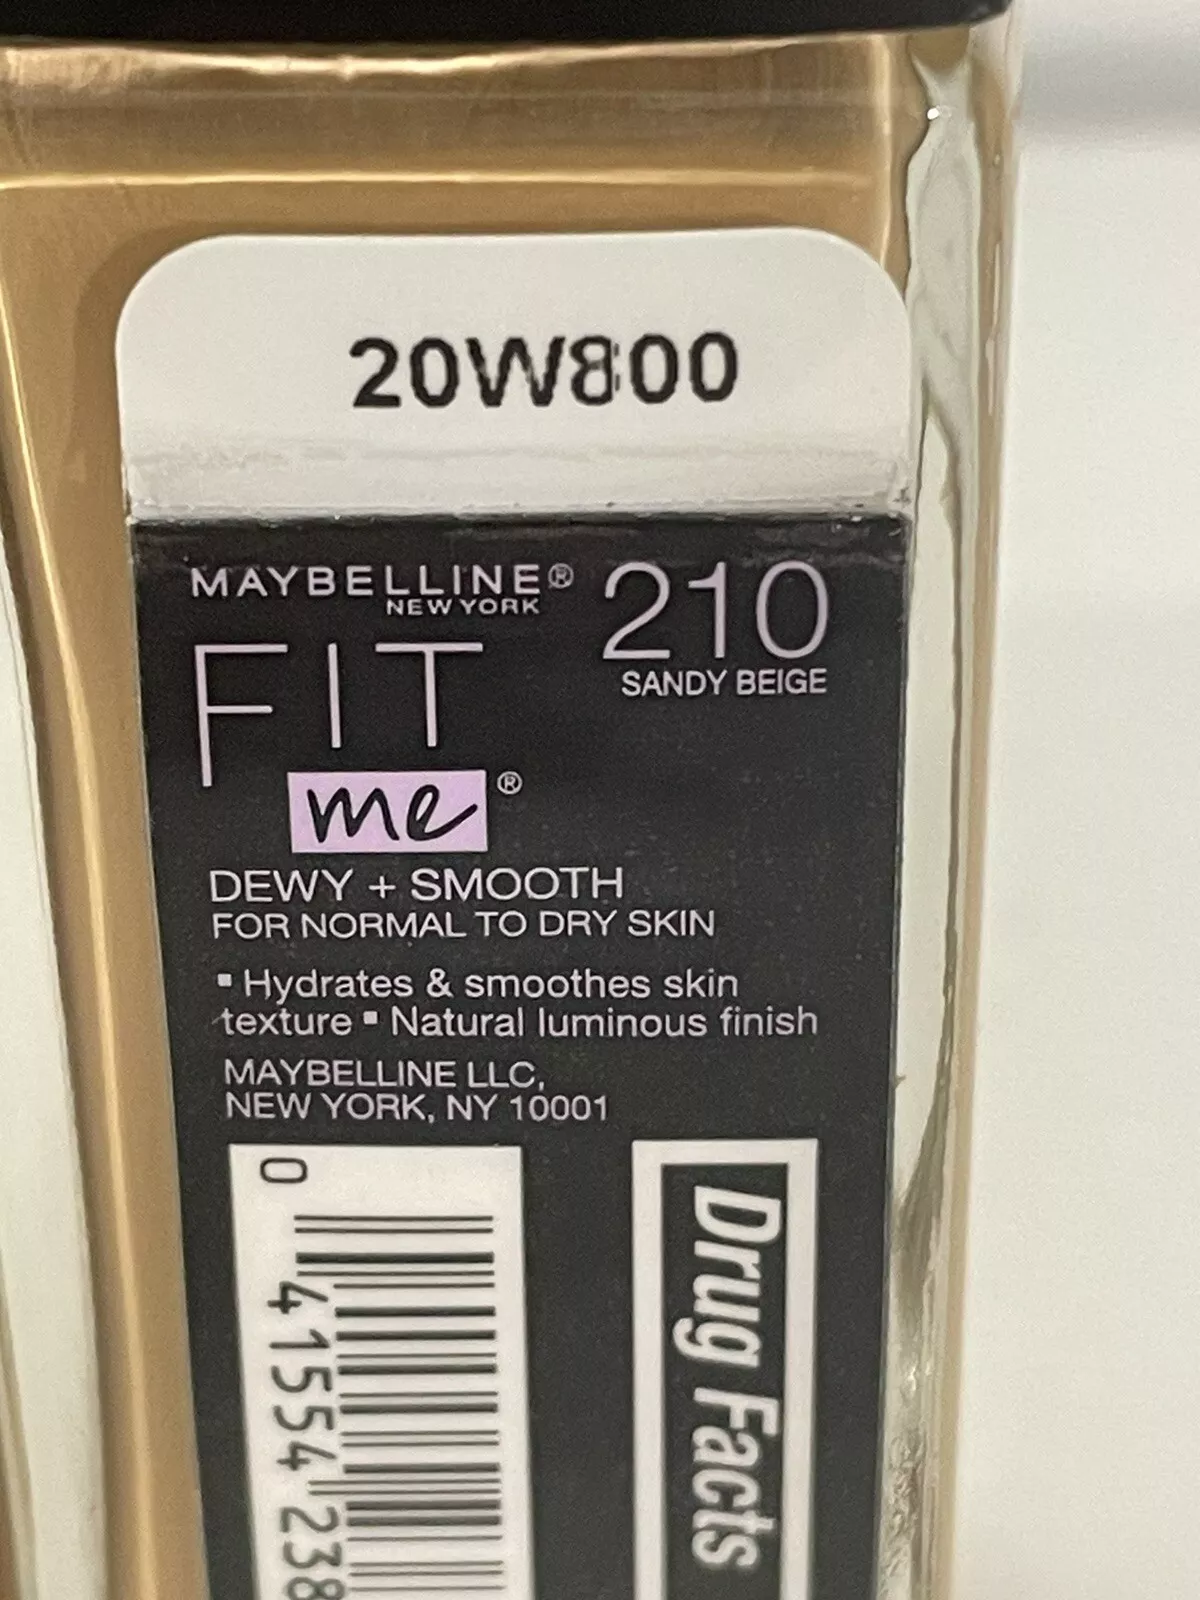 20W800
MAYBELLINE®
NEW YORK
210
SANDY BEIGE
FIT
me®
DEWY + SMOOTH
FOR NORMAL TO DRY SKIN
▪ Hydrates & smoothes skin
texture ▪ Natural luminous finish
MAYBELLINE LLC,
NEW YORK, NY 10001
0 41554 238
Drug Facts